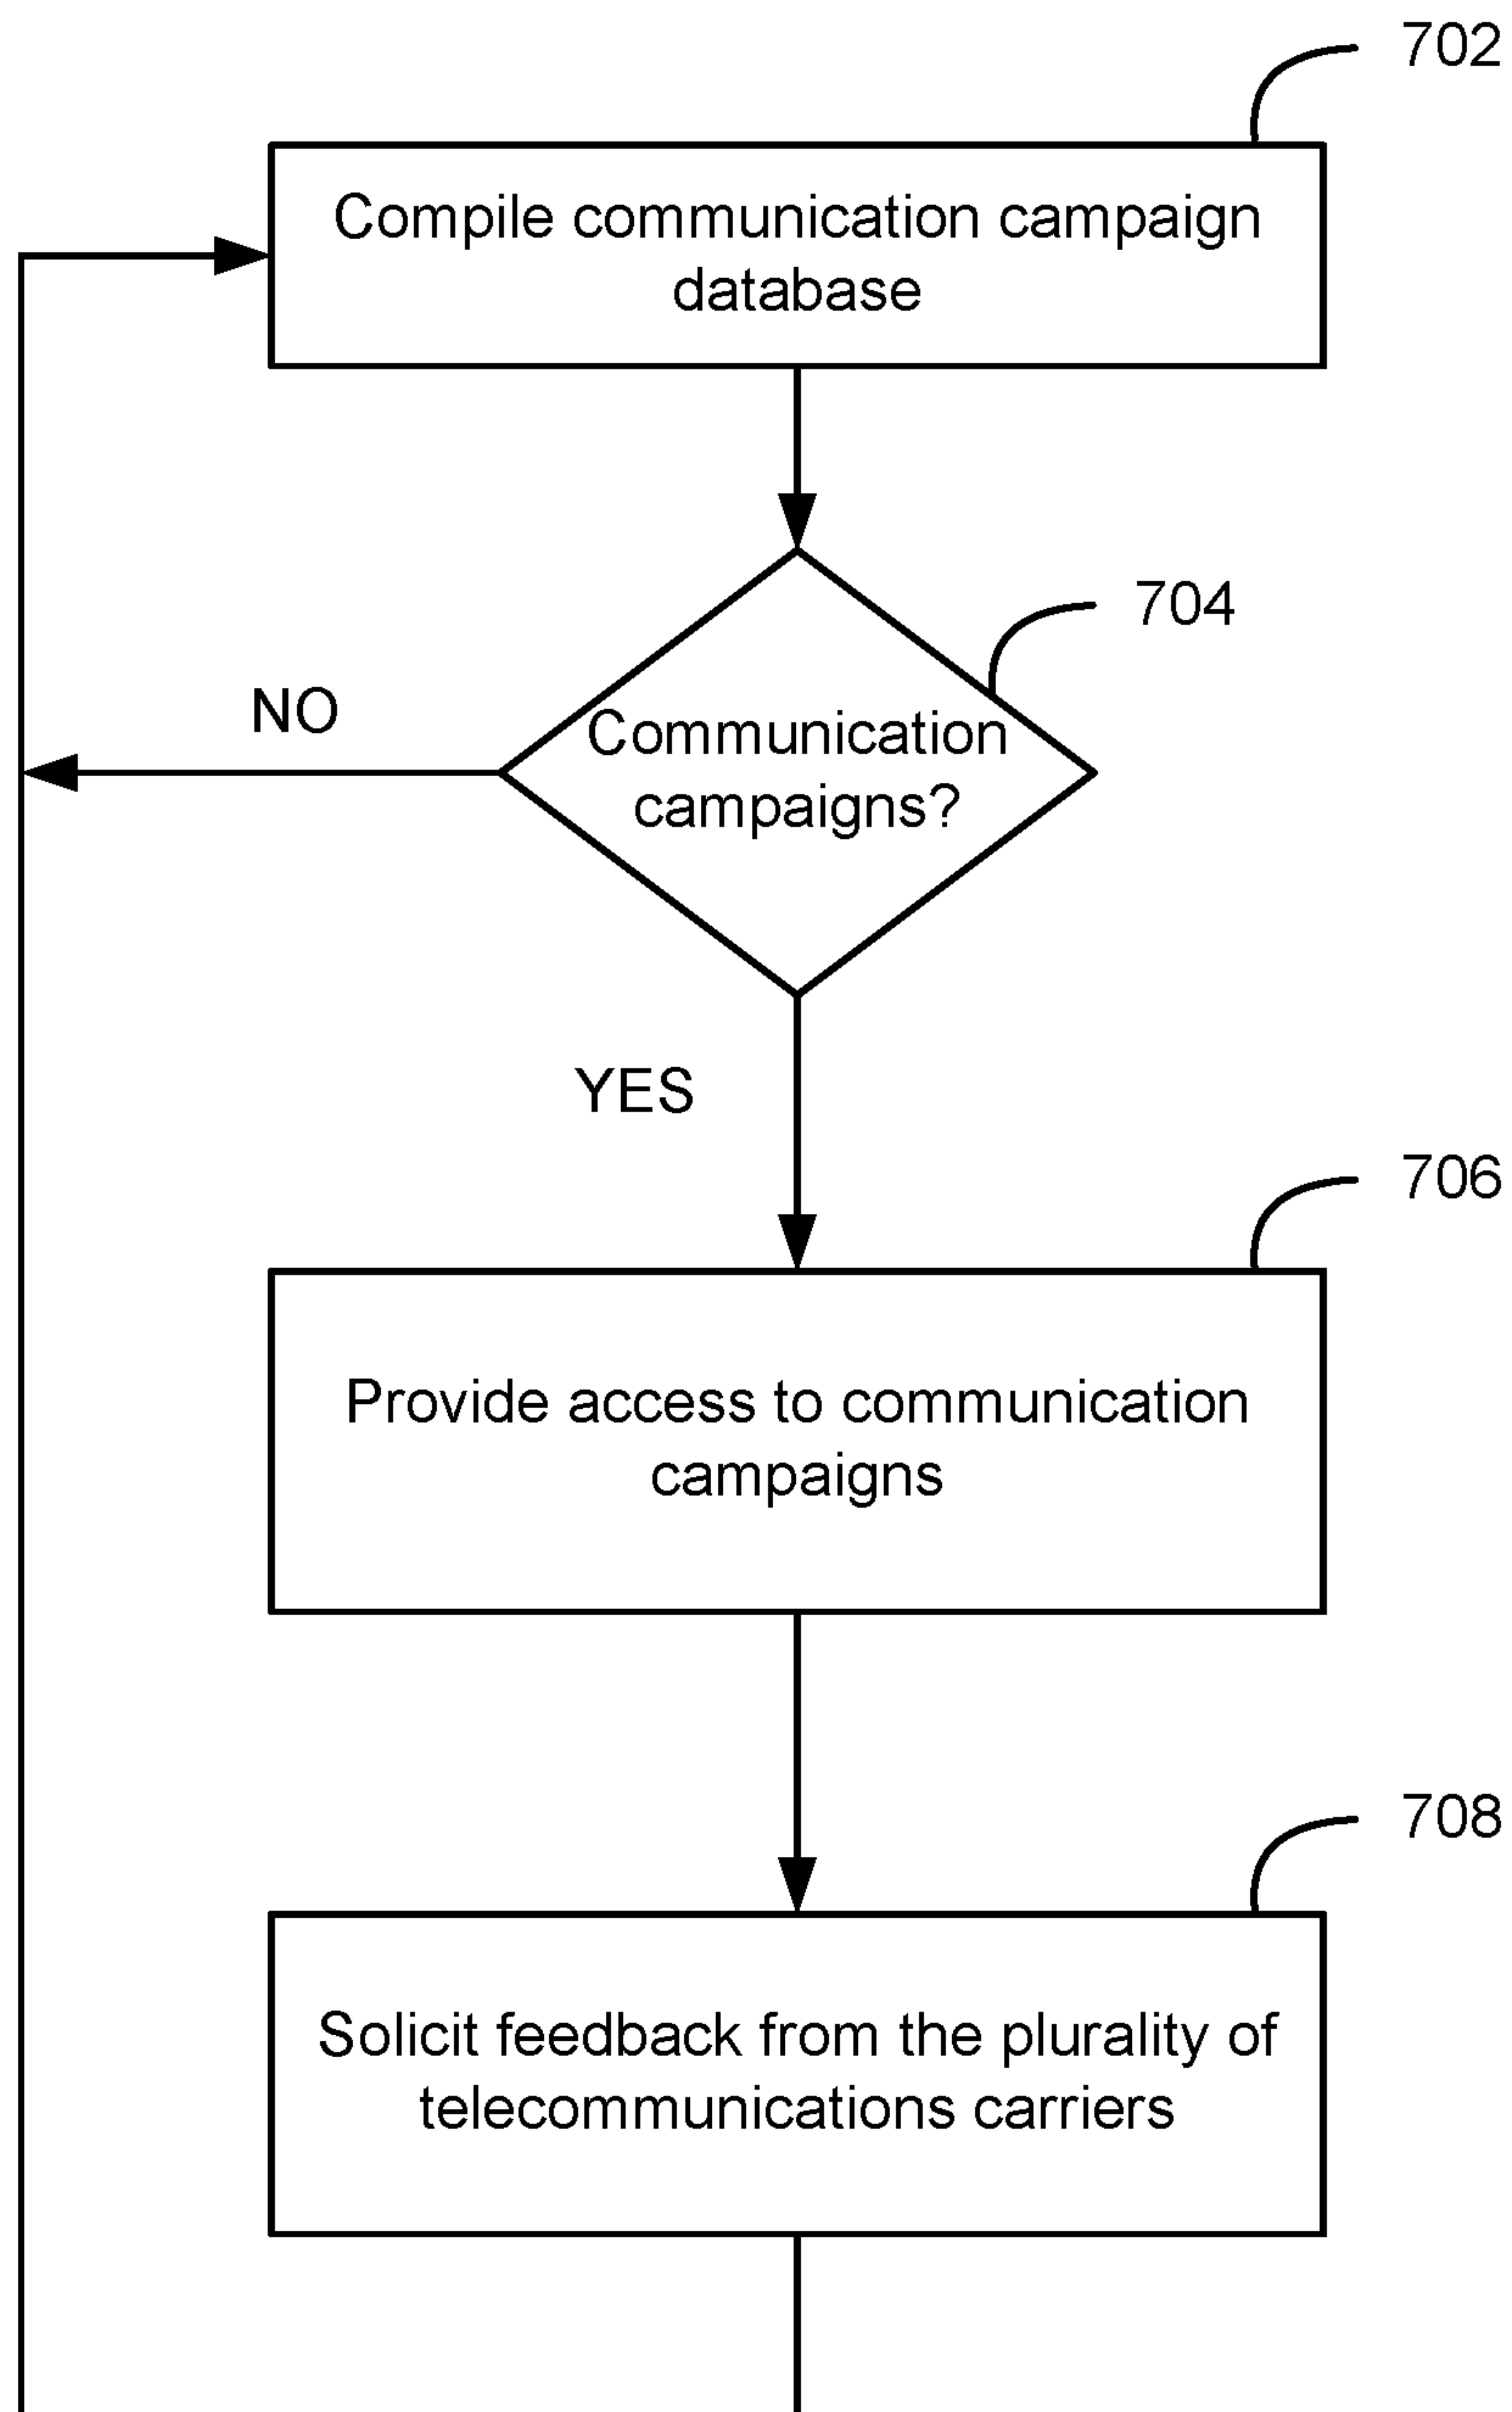 702
Compile communication campaign
database
704
Communication
campaigns?
NO
YES
706
Provide access to communication
campaigns
708
Solicit feedback from the plurality of
telecommunications carriers